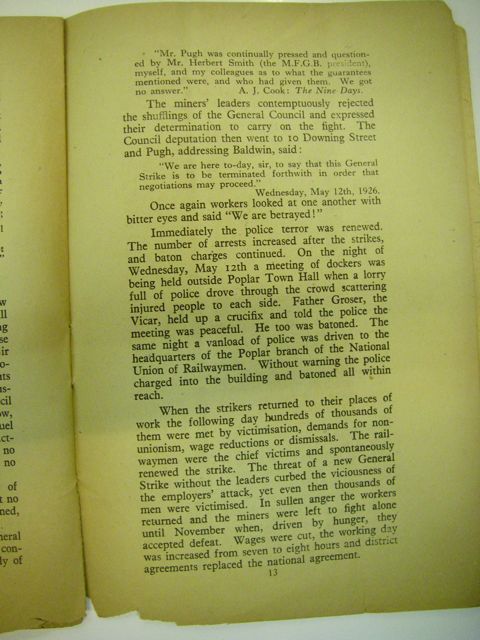 "Mr. Pugh was continually pressed and question-
ed by Mr. Herbert Smith (the M.F.G.B. president),
myself, and my colleagues as to what the guarantees
mentioned were, and who had given them. We got
no answer." A. J. Cook: The Nine Days.
The miners' leaders contemptuously rejected
the shufflings of the General Council and expressed
their determination to carry on the fight. The
Council deputation then went to 10 Downing Street
and Pugh, addressing Baldwin, said:
"We are here to-day, sir, to say that this General
Strike is to be terminated forthwith in order that
negotiations may proceed."
Wednesday, May 12th, 1926.
Once again workers looked at one another with
bitter eyes and said "We are betrayed!"
Immediately the police terror was renewed.
The number of arrests increased after the strikes,
and baton charges continued. On the night of
Wednesday, May 12th a meeting of dockers was
being held outside Poplar Town Hall when a lorry
full of police drove through the crowd scattering
injured people to each side. Father Groser, the
Vicar, held up a crucifix and told the police the
meeting was peaceful. He too was batoned. The
same night a vanload of police was driven to the
headquarters of the Poplar branch of the National
Union of Railwaymen. Without warning the police
charged into the building and batoned all within
reach.
When the strikers returned to their places of
work the following day hundreds of thousands of
them were met by victimisation, demands for non-
unionism, wage reductions or dismissals. The rail-
waymen were the chief victims and spontaneously
renewed the strike. The threat of a new General
Strike without the leaders curbed the viciousness of
the employers' attack, yet even then thousands of
men were victimised. In sullen anger the workers
returned and the miners were left to fight alone
until November when, driven by hunger, they
accepted defeat. Wages were cut, the working day
was increased from seven to eight hours and district
agreements replaced the national agreement.
13